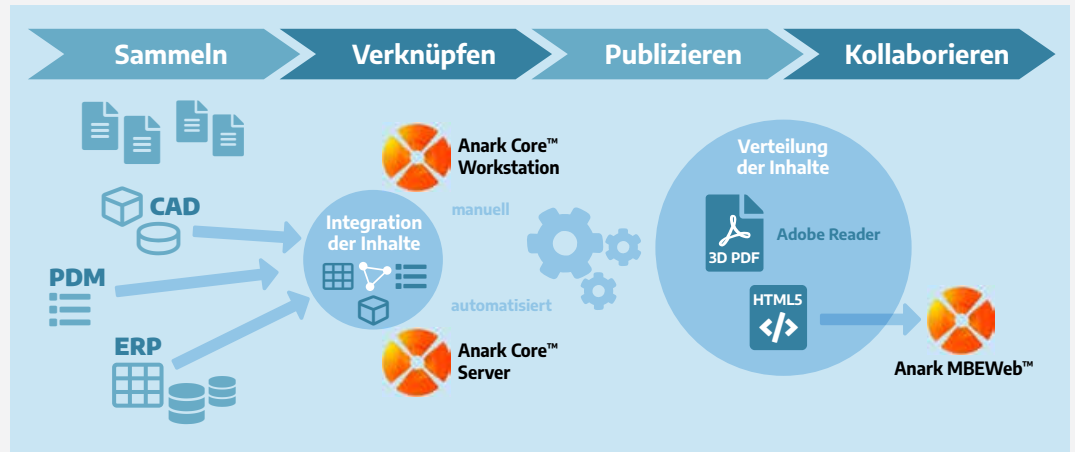 Sammeln
Verknüpfen
Publizieren
Kollaborieren
CAD
PDM
ERP
Integration
der Inhalte
Anark Core™
Workstation
manuell
automatisiert
Anark Core™
Server
Verteilung
der Inhalte
3D PDF
Adobe Reader
HTML5
</>
Anark MBEWeb™